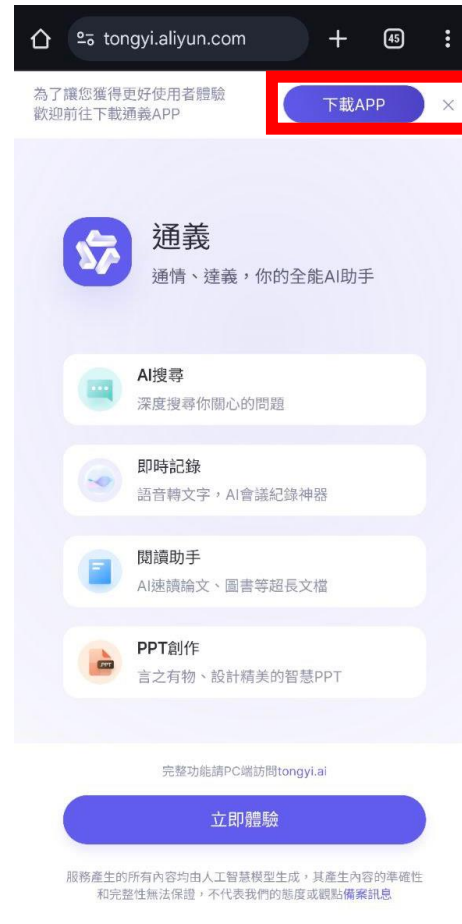 tongyi.aliyun.com
45
為了讓您獲得更好使用者體驗
歡迎前往下載通義APP
下載APP
通義
通情、達義，你的全能AI助手
AI搜尋
深度搜尋你關心的問題
即時記錄
語音轉文字，AI會議紀錄神器
閱讀助手
AI速讀論文、圖書等超長文檔
PPT
PPT創作
言之有物、設計精美的智慧PPT
完整功能請PC端訪問tongyi.ai
立即體驗
服務產生的所有內容均由人工智慧模型生成，其產生內容的準確性
和完整性無法保證，不代表我們的態度或觀點備案訊息